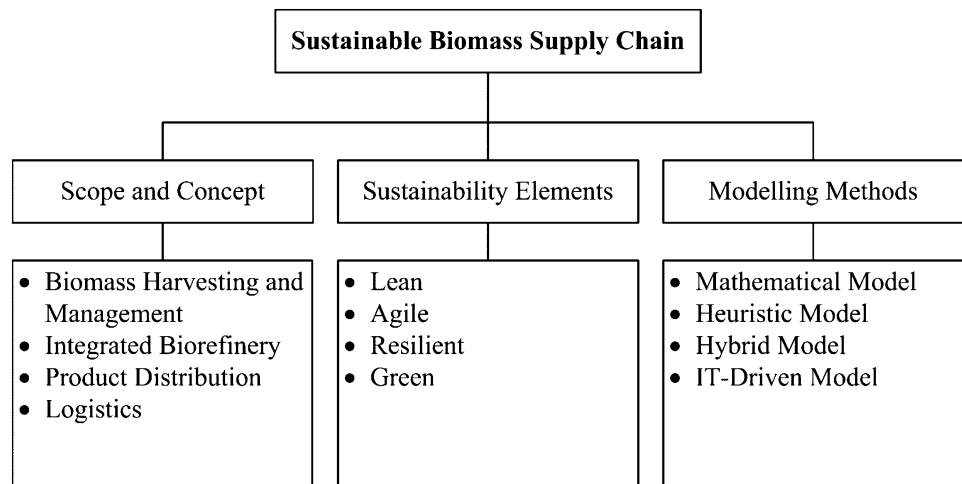 Sustainable Biomass Supply Chain
Scope and Concept
Sustainability Elements
Modelling Methods
• Biomass Harvesting and
Management
• Integrated Biorefinery
• Product Distribution
• Logistics
• Lean
• Agile
• Resilient
• Green
• Mathematical Model
• Heuristic Model
• Hybrid Model
• IT-Driven Model